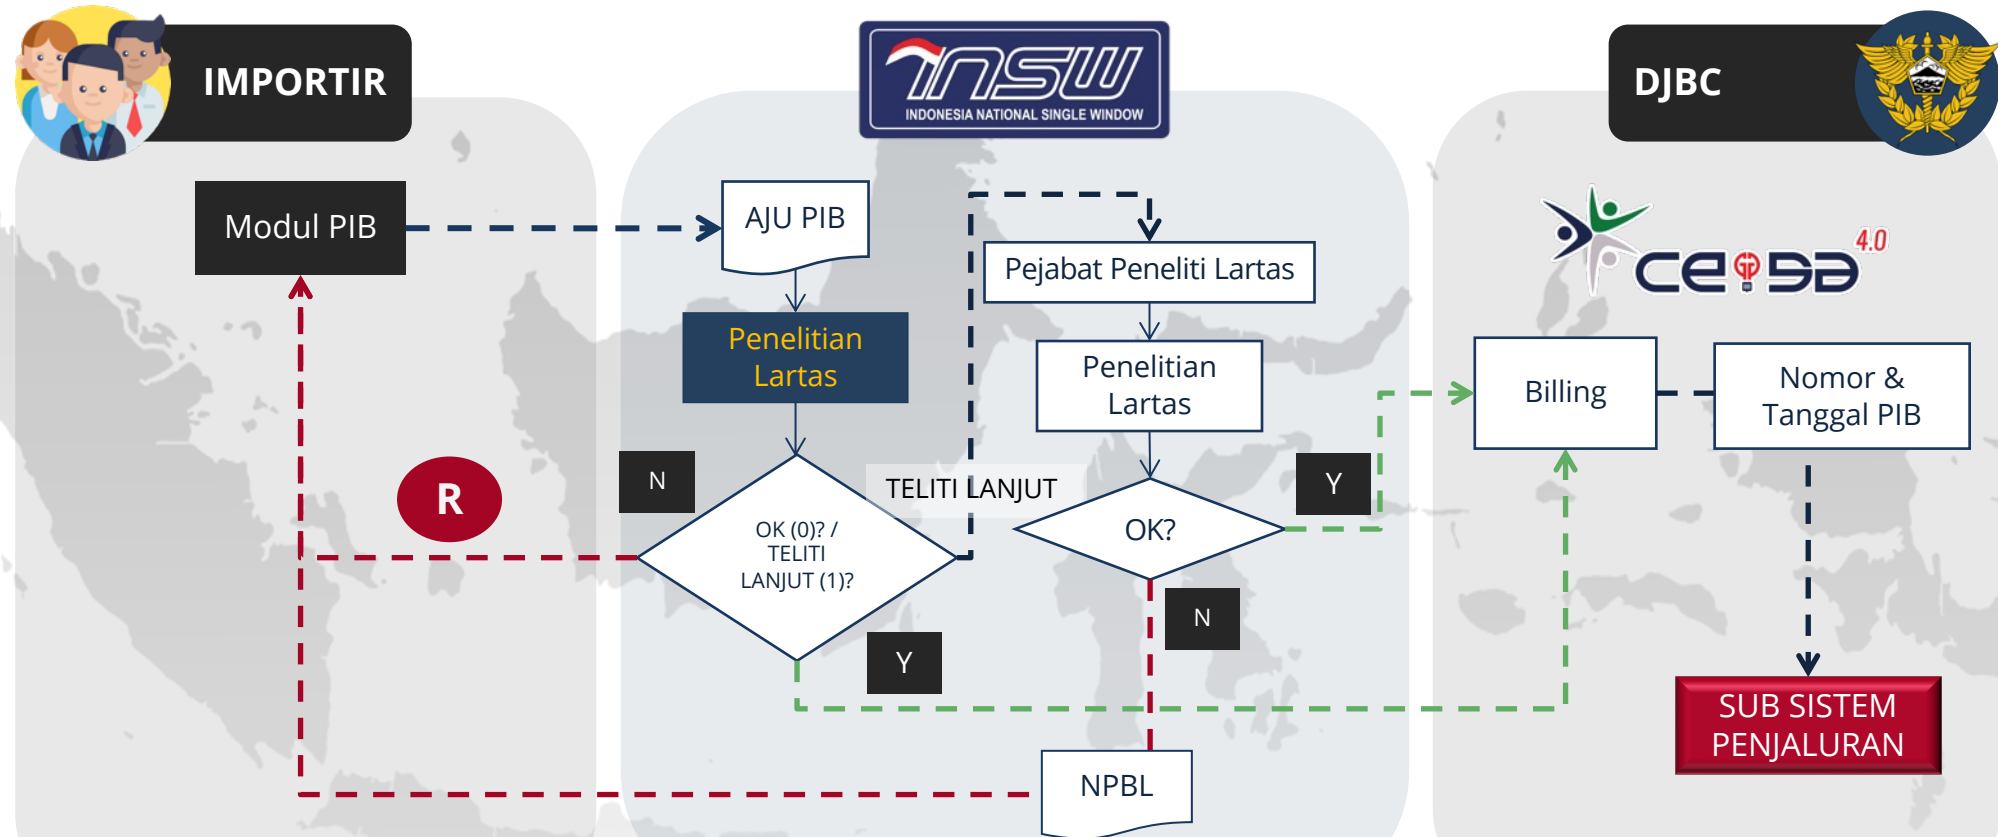 IMPORTIR
INSW
INDONESIA NATIONAL SINGLE WINDOW
DJBC
Modul PIB
AJU PIB
Pejabat Peneliti Lartas
ceisa 4.0
Penelitian
Lartas
Penelitian
Lartas
Billing
Nomor &
Tanggal PIB
N
R
TELITI LANJUT
Y
OK (0)? /
TELITI
LANJUT (1)?
OK?
N
Y
SUB SISTEM
PENJALURAN
NPBL